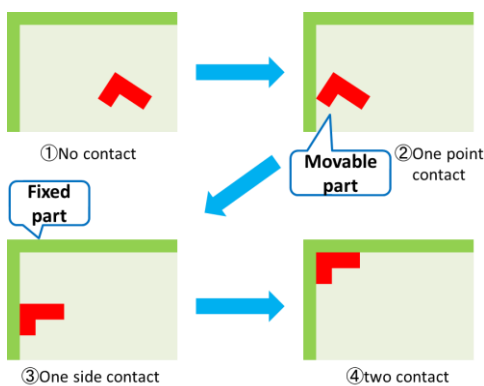 ①No contact
Movable
part
②One point
contact
Fixed
part
③One side contact
④two contact